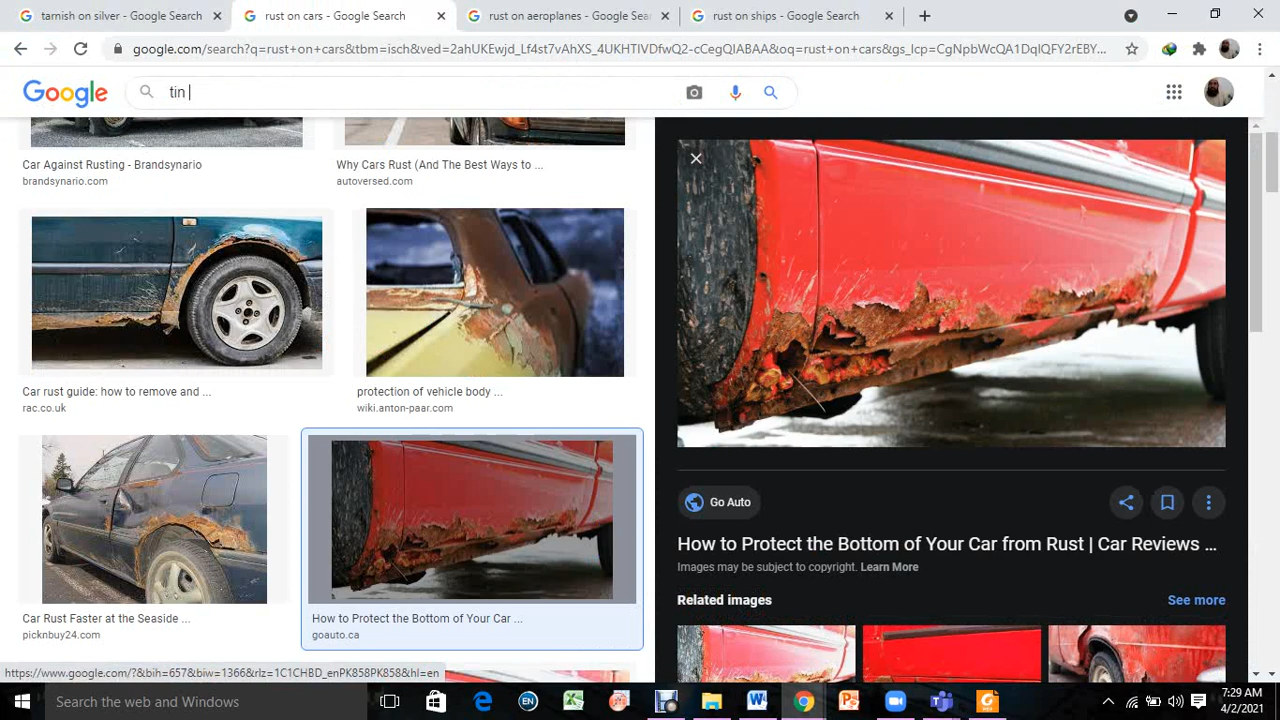 tarnish on silver - Google Search
rust on cars - Google Search
rust on aeroplanes - Google Sea
rust on ships - Google Search
google.com/search?q=rust+on+cars&tbm=isch&ved=2ahUKEwjd_Lf4st7vAhXS_4UKHTIVDfwQ2-cCegQIABAA&oq=rust+on+cars&gs_lcp=CgNpbWcQA1DqlQFY2rEBY...
Google
tin
Car Against Rusting - Brandsynario
brandsynario.com
Why Cars Rust (And The Best Ways to ...
autoversed.com
Car rust guide: how to remove and ...
rac.co.uk
protection of vehicle body ...
wiki.anton-paar.com
Car Rust Faster at the Seaside ...
picknbuy24.com
How to Protect the Bottom of Your Car ...
goauto.ca
Go Auto
How to Protect the Bottom of Your Car from Rust | Car Reviews ...
Images may be subject to copyright. Learn More
Related images
See more
https://www.google.com/?&bih=657&biw=1366&rlz=1C1CHBD_enPK858PK858&hl=en
Search the web and Windows
EN
7:29 AM
4/2/2021